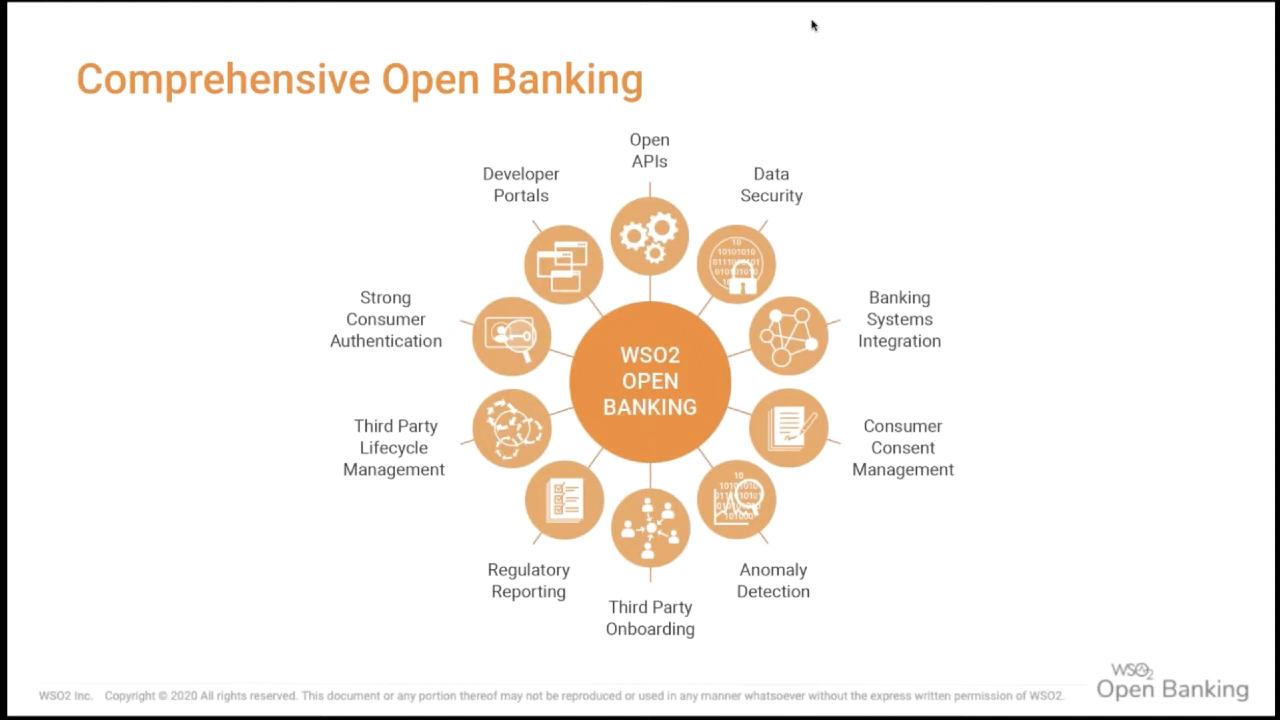 Comprehensive Open Banking
Open
APIs
Data
Security
Banking
Systems
Integration
Consumer
Consent
Management
Anomaly
Detection
Third Party
Onboarding
Regulatory
Reporting
Third Party
Lifecycle
Management
Strong
Consumer
Authentication
Developer
Portals
WSO2
OPEN
BANKING
WSO2 Inc. Copyright © 2020 All rights reserved. This document or any portion thereof may not be reproduced or used in any manner whatsoever without the express written permission of WSO2.
WSO2
Open Banking